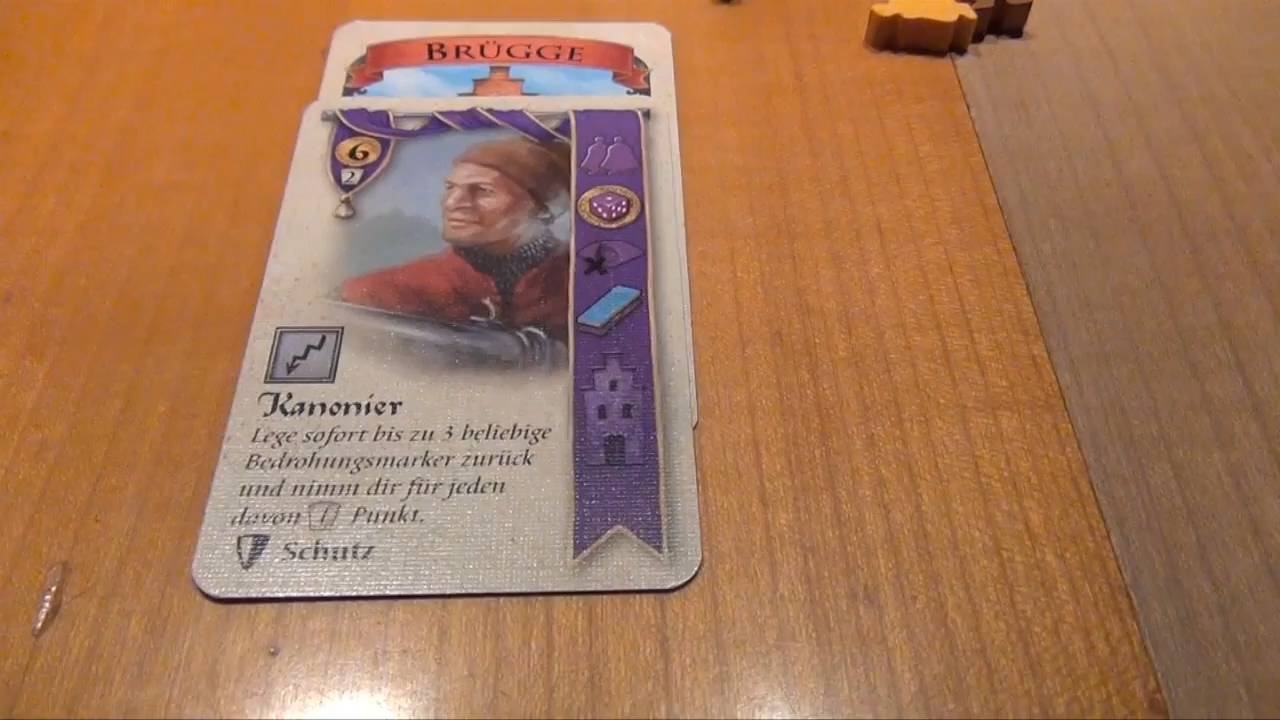 BRÜGGE
6
2
Kanonier
Lege sofort bis zu 3 beliebige
Bedrohungsmarker zurück
und nimm dir für jeden
davon 1 Punkt.
Schutz